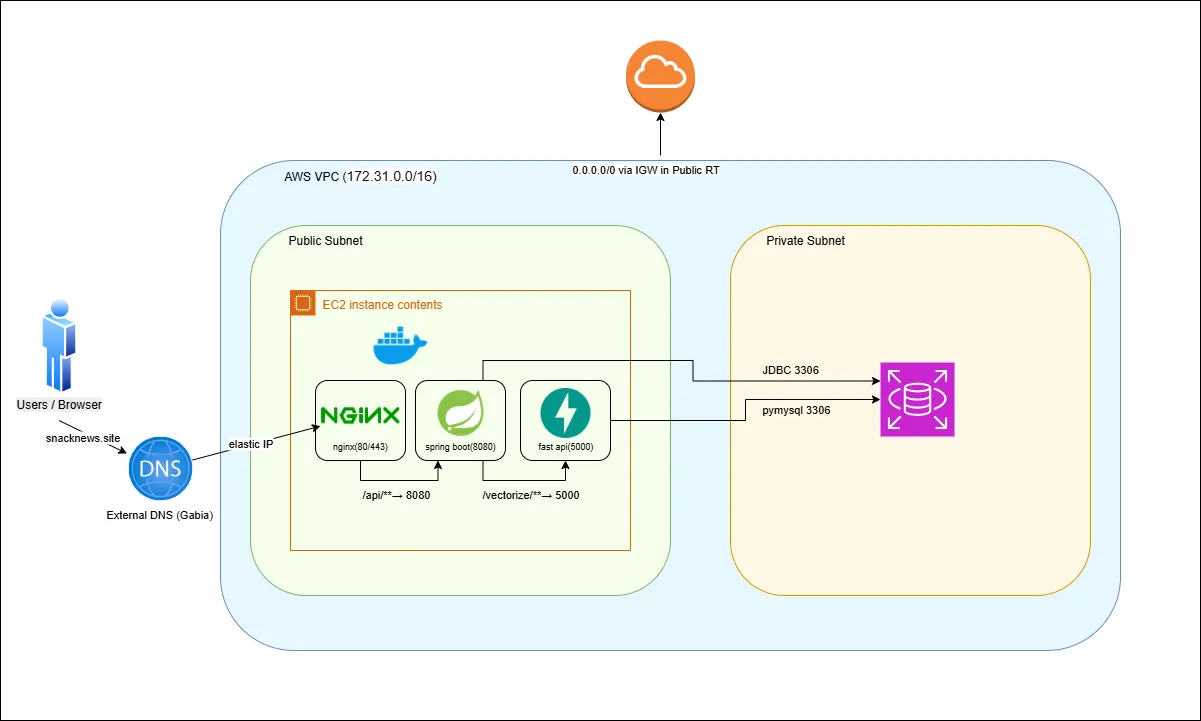 0.0.0.0/0 via IGW in Public RT
AWS VPC (172.31.0.0/16)
Public Subnet
Private Subnet
EC2 instance contents
Users / Browser
snacknews.site
DNS
External DNS (Gabia)
elastic IP
NGINX
nginx(80/443)
spring boot(8080)
fast api(5000)
/api/**→ 8080
/vectorize/**→ 5000
JDBC 3306
pymysql 3306